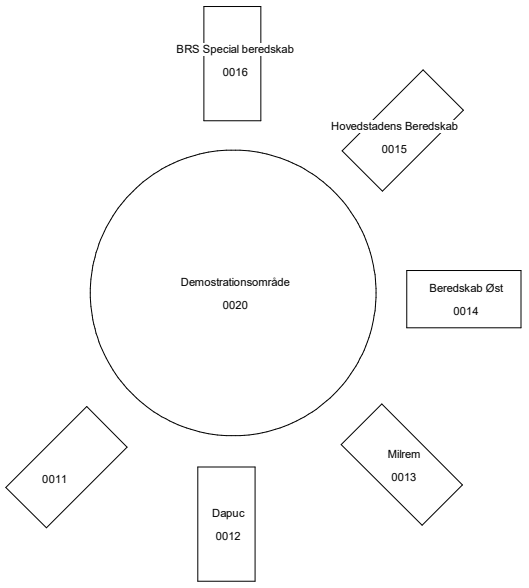 BRS Special beredskab
0016
Hovedstadens Beredskab
0015
Demostrationsområde
0020
Beredskab Øst
0014
Milrem
0013
0011
Dapuc
0012